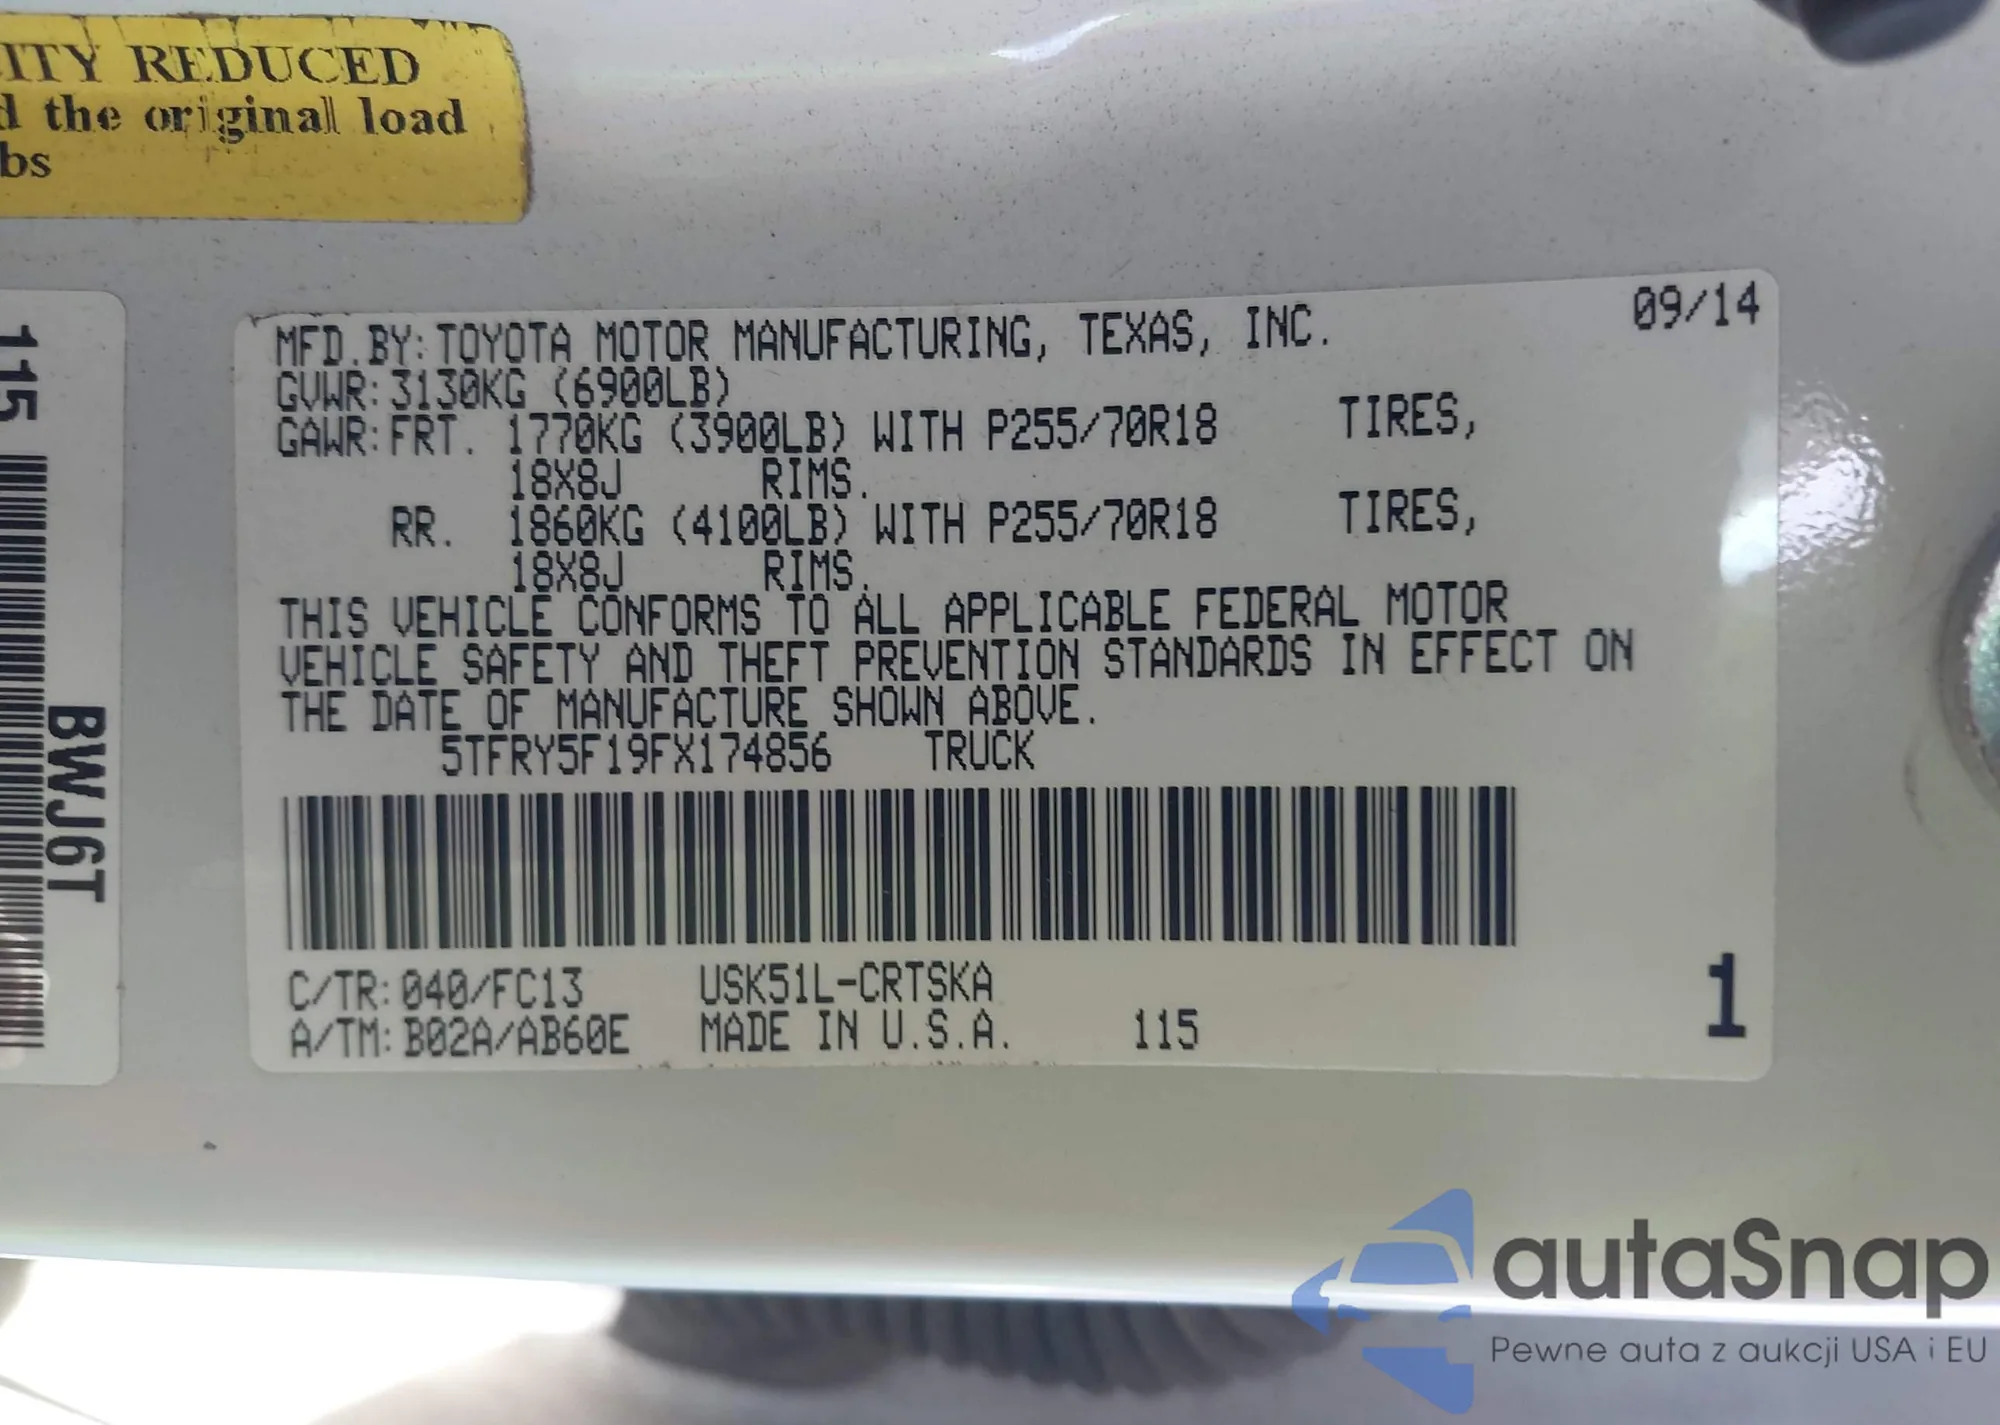 ITY REDUCED
d the original load
bs
115
BWJ6T
09/14
MFD.BY:TOYOTA MOTOR MANUFACTURING, TEXAS, INC.
GVWR:3130KG (6900LB)
GAWR:FRT. 1770KG (3900LB) WITH P255/70R18 TIRES,
18X8J RIMS.
RR. 1860KG (4100LB) WITH P255/70R18 TIRES,
18X8J RIMS.
THIS VEHICLE CONFORMS TO ALL APPLICABLE FEDERAL MOTOR
VEHICLE SAFETY AND THEFT PREVENTION STANDARDS IN EFFECT ON
THE DATE OF MANUFACTURE SHOWN ABOVE.
5TFRY5F19FX174856 TRUCK
C/TR:040/FC13 USK51L-CRTSKA
A/TM:B02A/AB60E MADE IN U.S.A. 115
1
autaSnap
Pewne auta z aukcji USA i EU